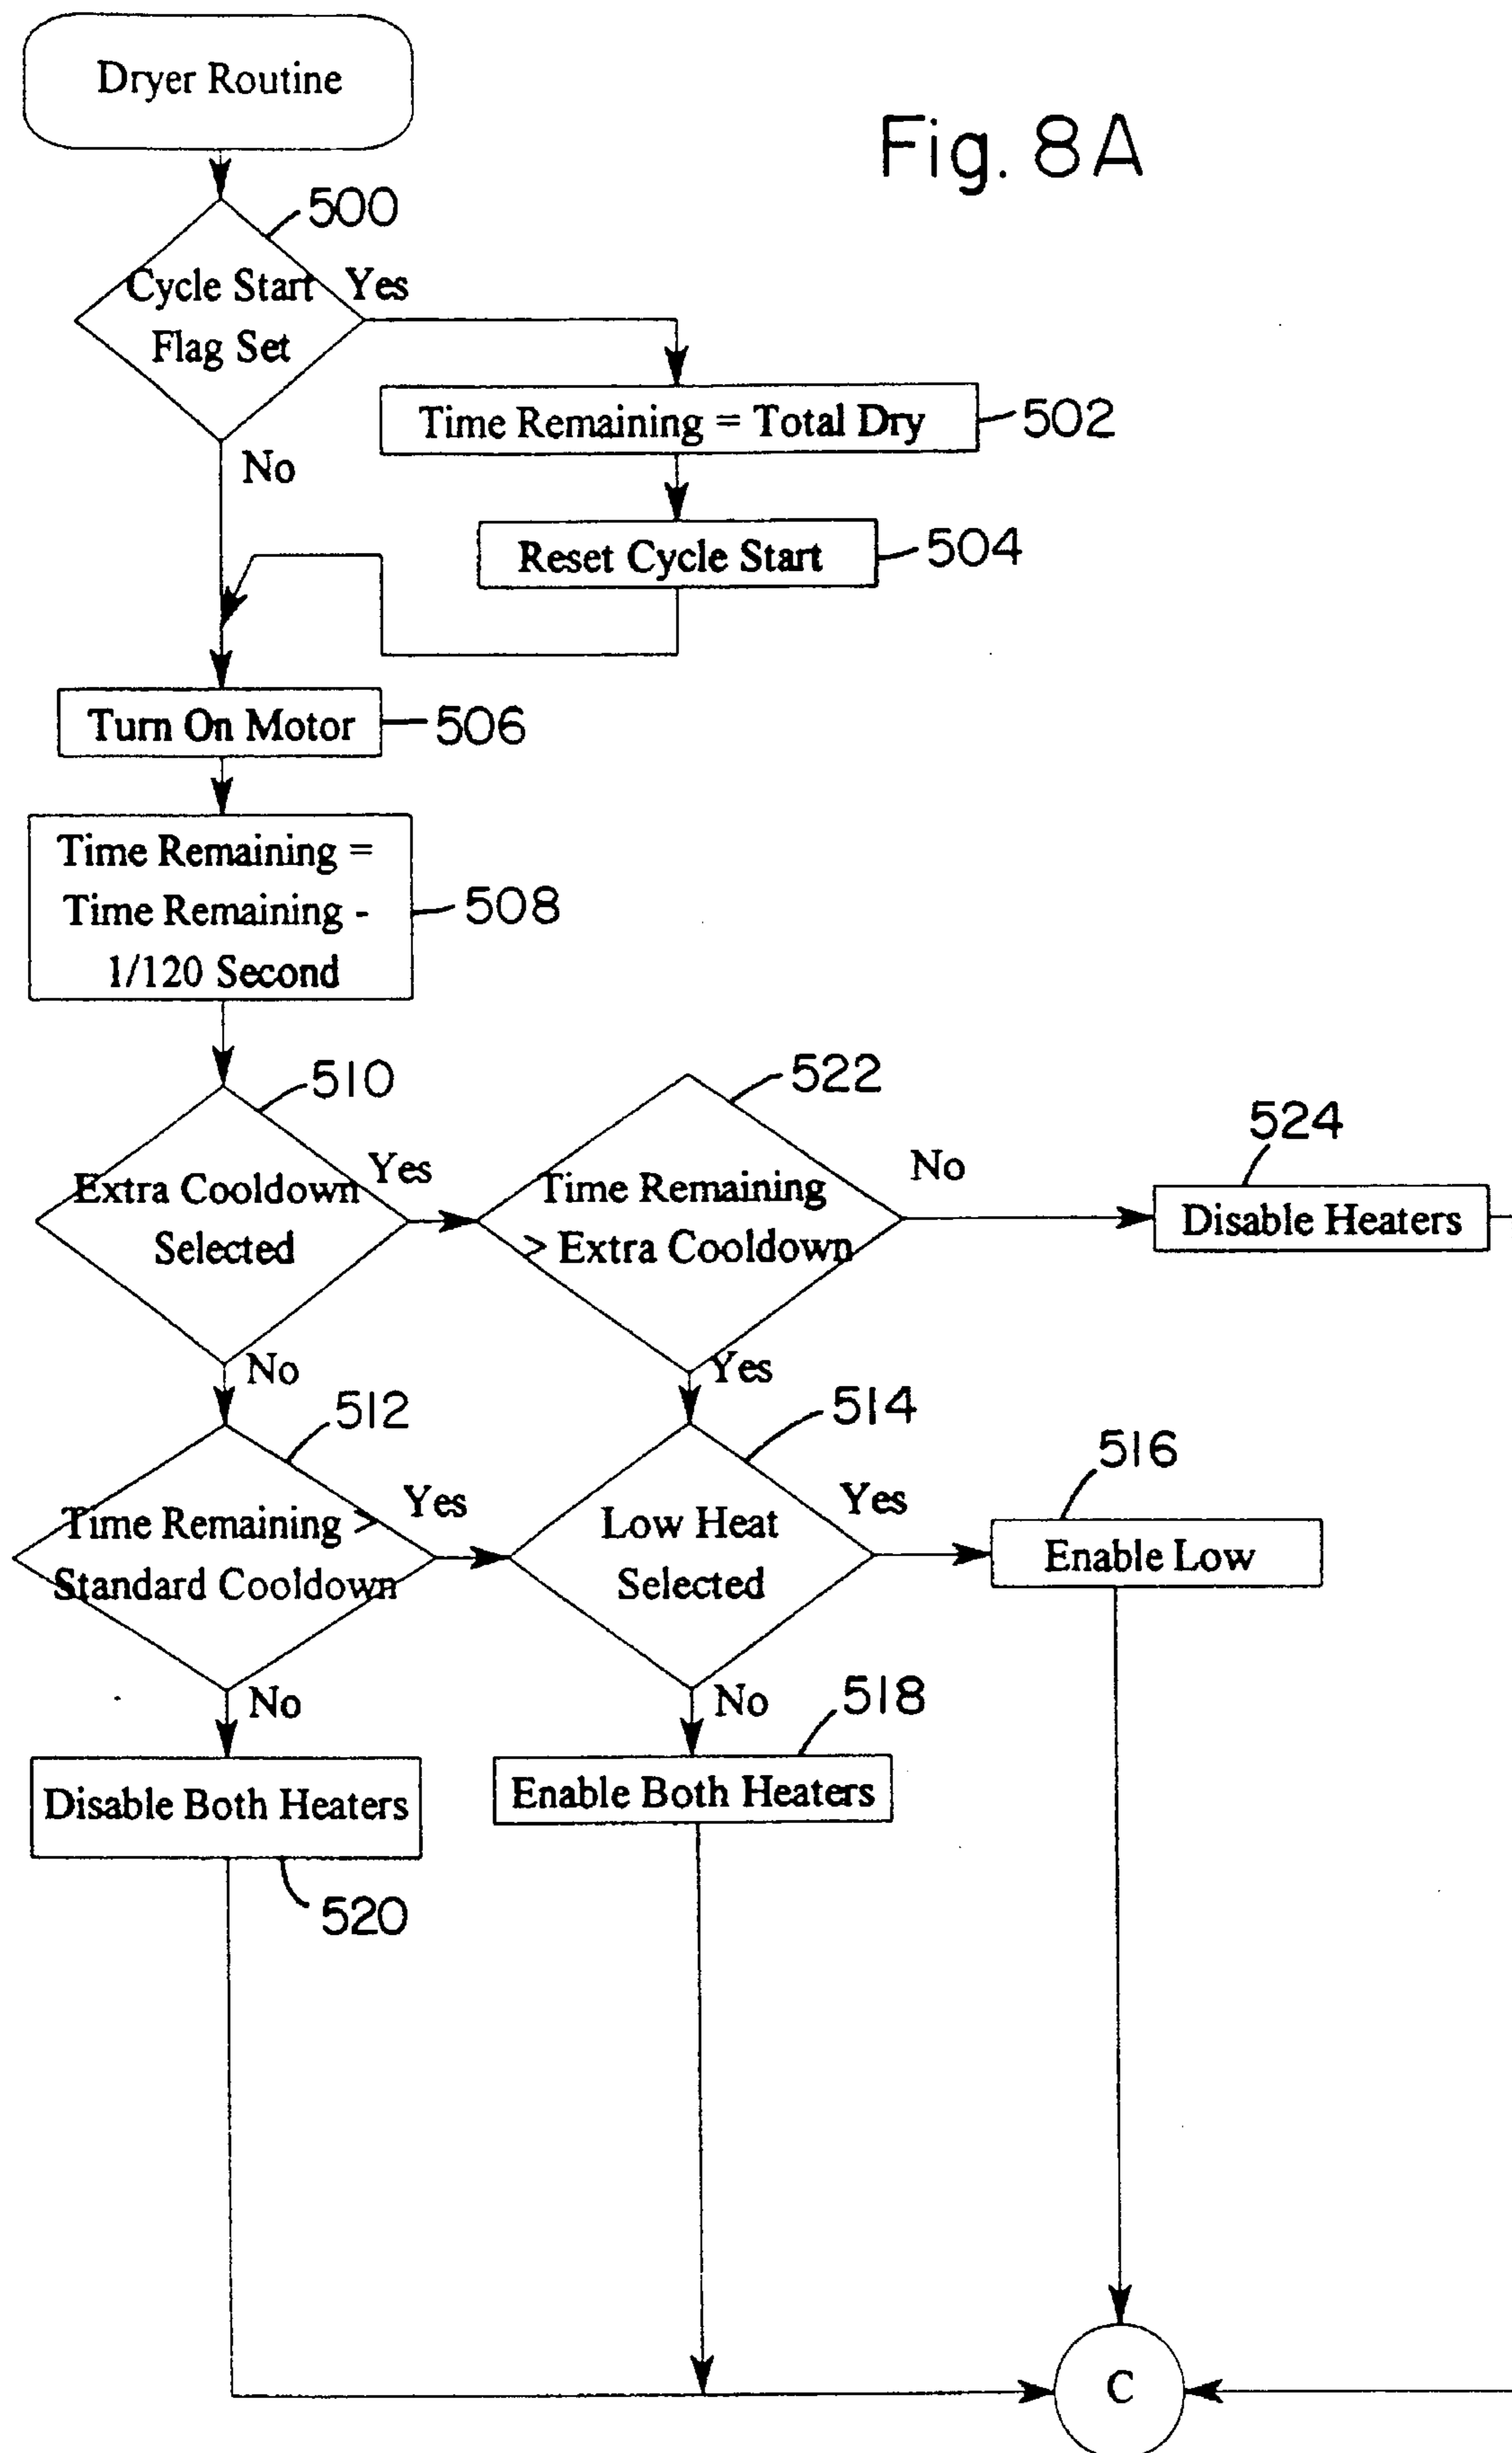 Dryer Routine
Fig. 8A
500
Cycle Start
Flag Set
Yes
No
Time Remaining = Total Dry
502
Reset Cycle Start
504
Turn On Motor
506
Time Remaining =
Time Remaining -
1/120 Second
508
510
Extra Cooldown
Selected
Yes
No
522
Time Remaining
> Extra Cooldown
No
Yes
524
Disable Heaters
512
Time Remaining >
Standard Cooldown
Yes
No
514
Low Heat
Selected
Yes
No
516
Enable Low
518
Enable Both Heaters
Disable Both Heaters
520
C